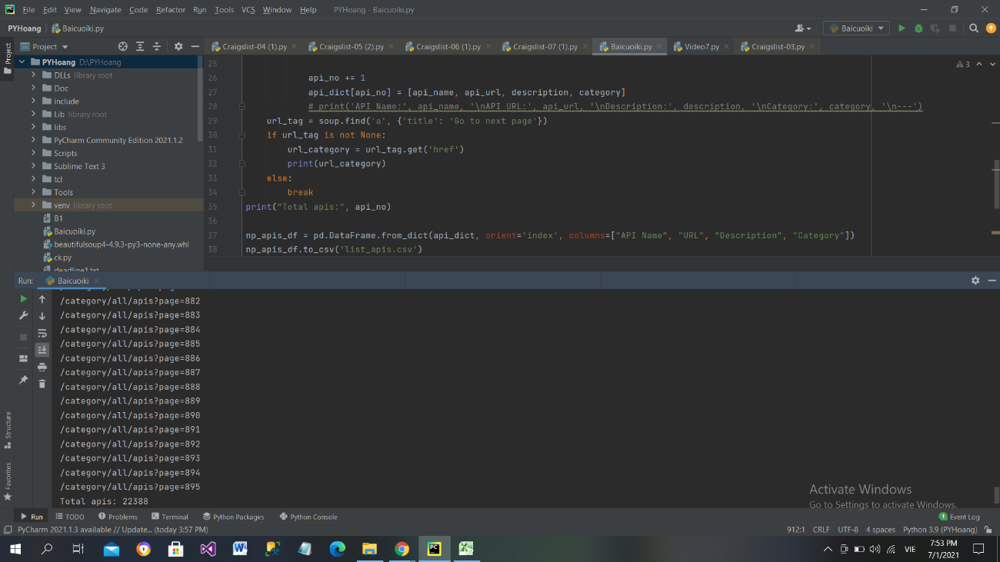 File Edit View Navigate Code Refactor Run Tools VCS Window Help PYHoang - Baicuoiki.py
PYHoang Baicuoiki.py Baicuoiki
Project
Craigslist-04 (1).py Craigslist-05 (2).py Craigslist-06 (1).py Craigslist-07 (1).py Baicuoiki.py Video7.py Craigslist-03.py
Project
PYHoang D:\PYHoang
DLLs library root
Doc
include
Lib library root
libs
PyCharm Community Edition 2021.1.2
Scripts
Sublime Text 3
tcl
Tools
venv library root
B1
Baicuoiki.py
beautifulsoup4-4.9.3-py3-none-any.whl
ck.py
deadline1.txt
3
25
26 api_no += 1
27 api_dict[api_no] = [api_name, api_url, description, category]
28 # print('API Name:', api_name, '\nAPI URL:', api_url, '\nDescription:', description, '\nCategory:', category, '\n---')
29 url_tag = soup.find('a', {'title': 'Go to next page'})
30 if url_tag is not None:
31 url_category = url_tag.get('href')
32 print(url_category)
33 else:
34 break
35 print("Total apis:", api_no)
36
37 np_apis_df = pd.DataFrame.from_dict(api_dict, orient='index', columns=["API Name", "URL", "Description", "Category"])
38 np_apis_df.to_csv('list_apis.csv')
Run: Baicuoiki
/category/all/apis?page=882
/category/all/apis?page=883
/category/all/apis?page=884
/category/all/apis?page=885
/category/all/apis?page=886
/category/all/apis?page=887
/category/all/apis?page=888
/category/all/apis?page=889
/category/all/apis?page=890
/category/all/apis?page=891
/category/all/apis?page=892
/category/all/apis?page=893
/category/all/apis?page=894
/category/all/apis?page=895
Total apis: 22388
Structure
Favorites
Activate Windows
Go to Settings to activate Windows.
Run TODO Problems Terminal Python Packages Python Console 1 Event Log
PyCharm 2021.1.3 available // Update... (today 3:57 PM) 912:1 CRLF UTF-8 4 spaces Python 3.9 (PYHoang)
VIE
7:53 PM
7/1/2021